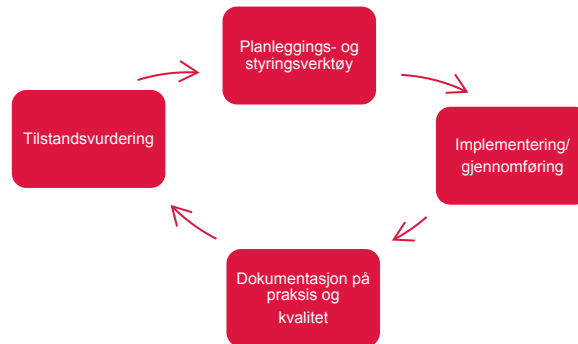 Planleggings- og
styringsverktøy
Tilstandsvurdering
Implementering/
gjennomføring
Dokumentasjon på
praksis og
kvalitet